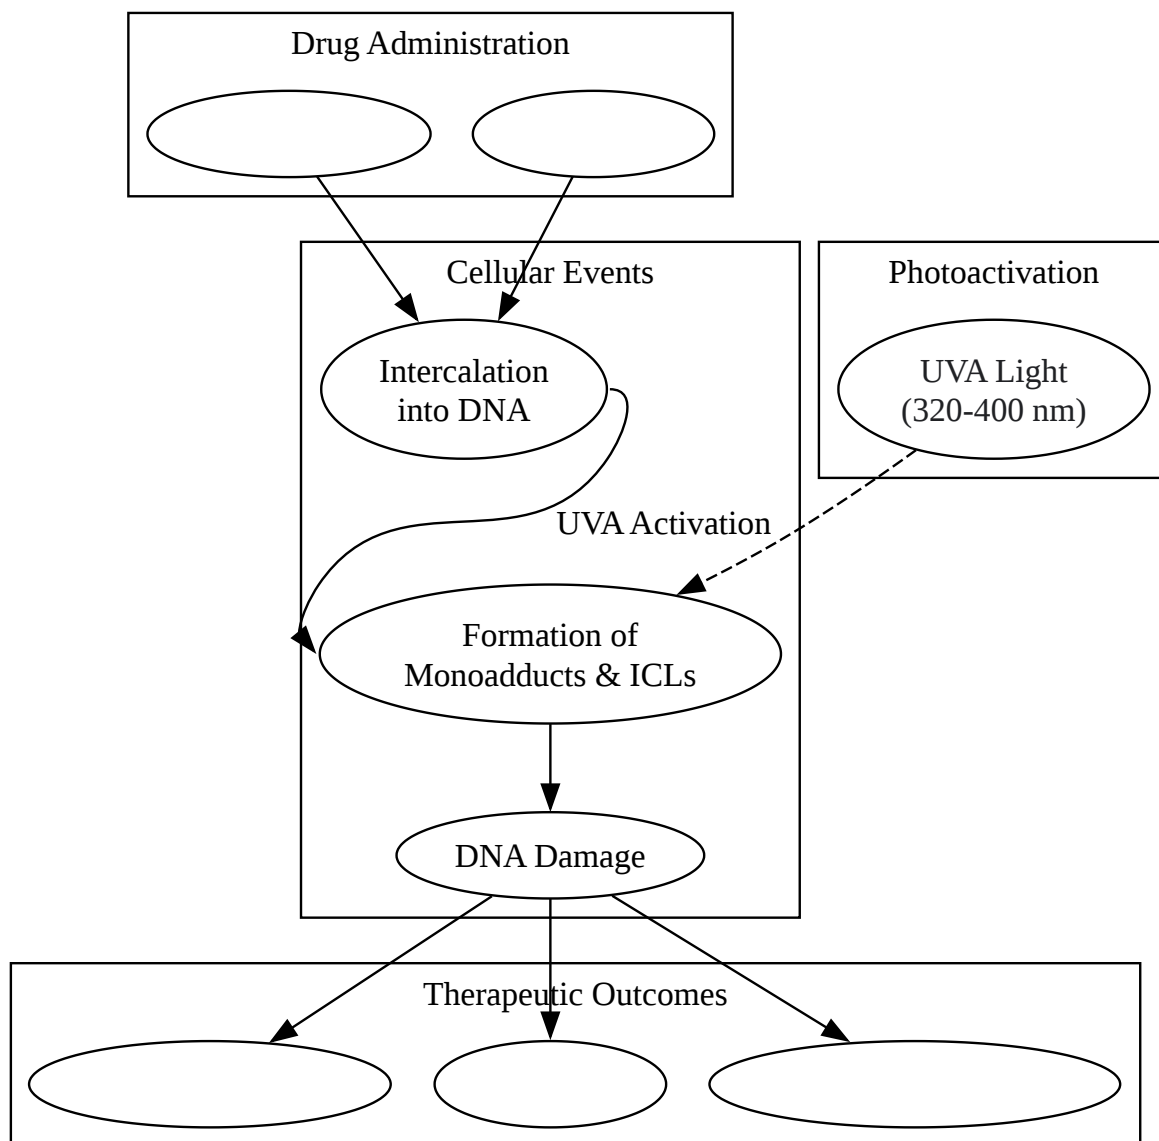 Drug Administration
Cellular Events
Photoactivation
Intercalation
into DNA
UVA Light
(320-400 nm)
UVA Activation
Formation of
Monoadducts & ICLs
DNA Damage
Therapeutic Outcomes